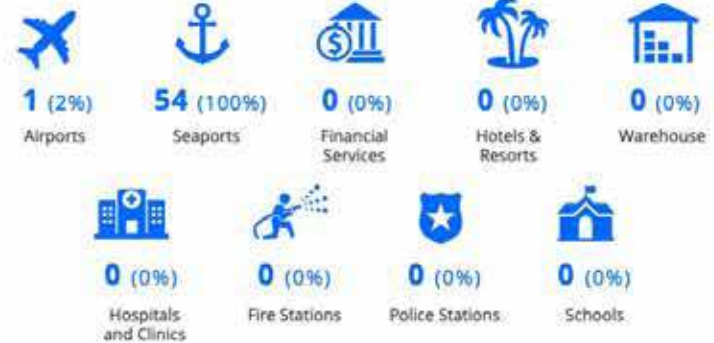 1 (2%) 54 (100%) 0 (0%) 0 (0%) 0 (0%)
Airports Seaports Financial Hotels & Warehouse
Services Resorts
0 (0%) 0 (0%) 0 (0%) 0 (0%)
Hospitals Fire Stations Police Stations Schools
and Clinics